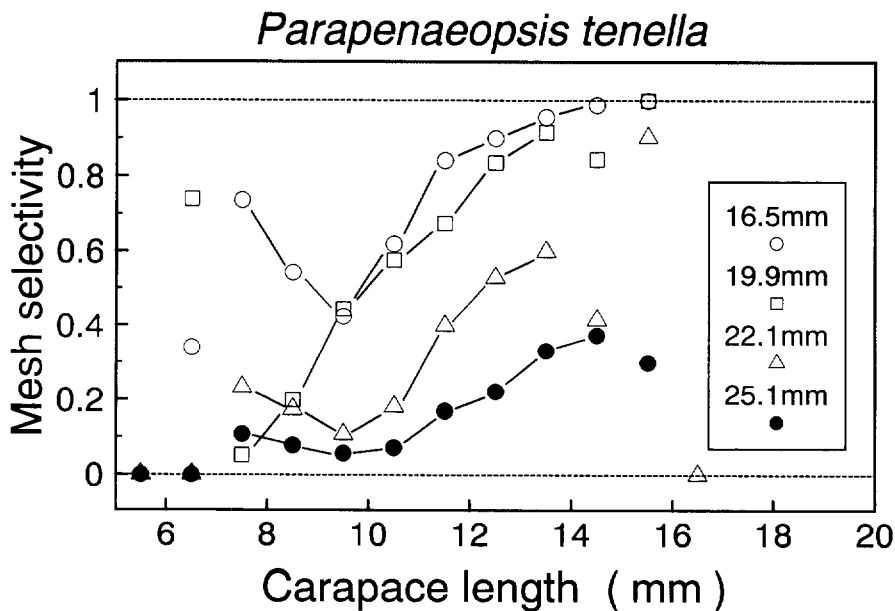 Parapenaeopsis tenella
1
0.8
0.6
0.4
0.2
0
Mesh selectivity
16.5mm
19.9mm
22.1mm
25.1mm
6 8 10 12 14 16 18 20
Carapace length ( mm )